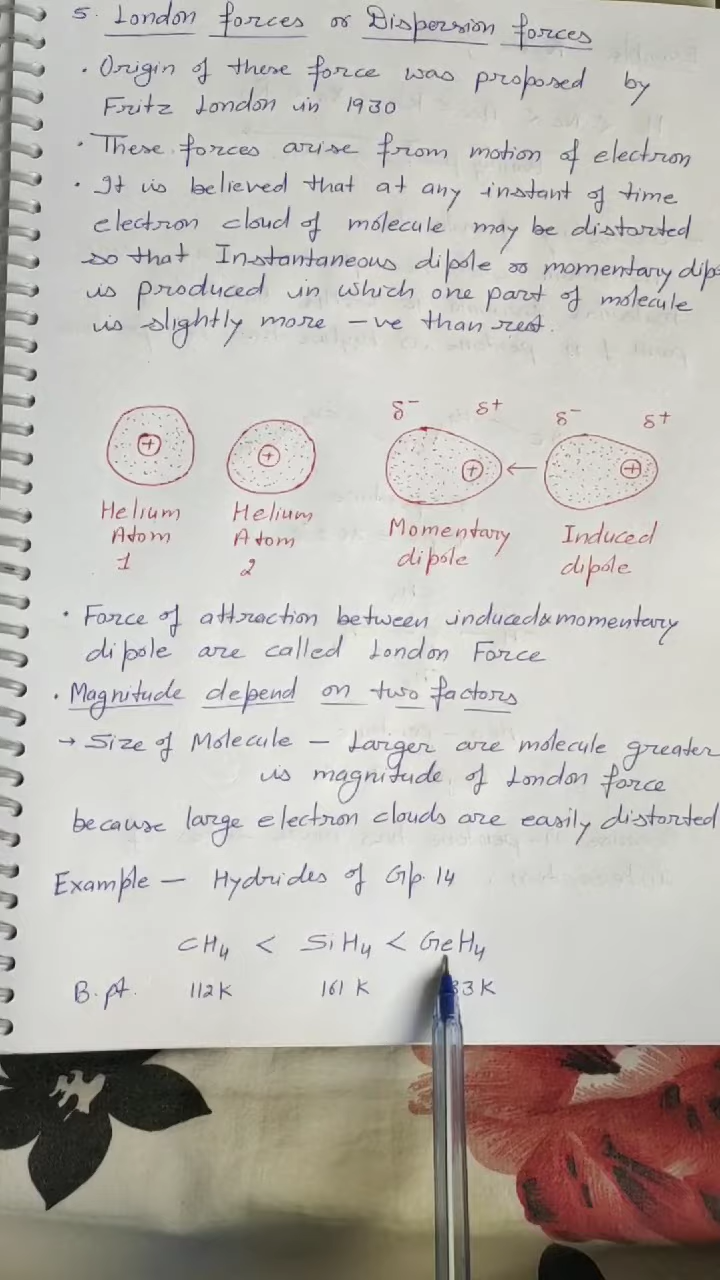 5. London forces or Dispersion forces
· Origin of these force was proposed by
Fritz London in 1930
· These forces arise from motion of electron
· It is believed that at any instant of time
electron cloud of molecule may be distorted
so that Instantaneous dipole or momentary dip
is produced in which one part of molecule
is slightly more -ve than rest.
δ- δ+ δ- δ+
+ + + ← +
Helium Atom 1
Helium Atom 2
Momentary dipole
Induced dipole
· Force of attraction between induced & momentary
dipole are called London Force
· Magnitude depend on two factors
→ Size of Molecule - Larger are molecule greater
is magnitude of London force
because large electron clouds are easily distorted
Example - Hydrides of Gp. 14
CH4 < SiH4 < GeH4
B.pt. 112K 161 K 83K